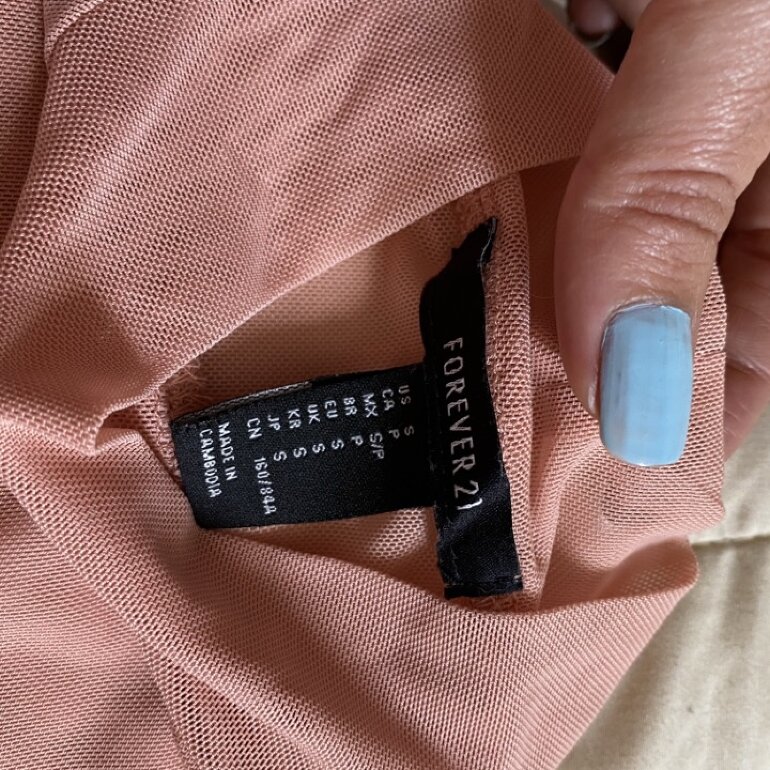 FOREVER 21
US S
CA P
MX S/P
BR P
EU S
UK S
KR S
JP S
CN 160/84A
MADE IN
CAMBODIA